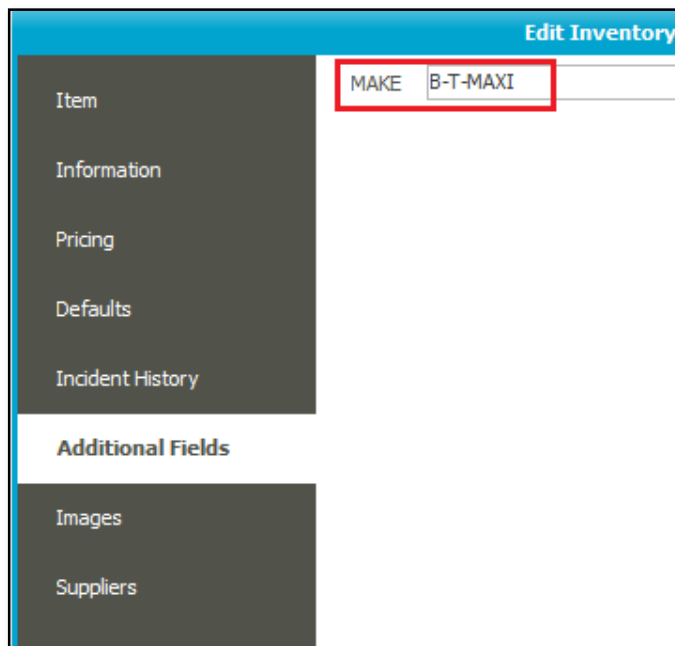 Edit Inventory
MAKE B-T-MAXI
Item
Information
Pricing
Defaults
Incident History
Additional Fields
Images
Suppliers